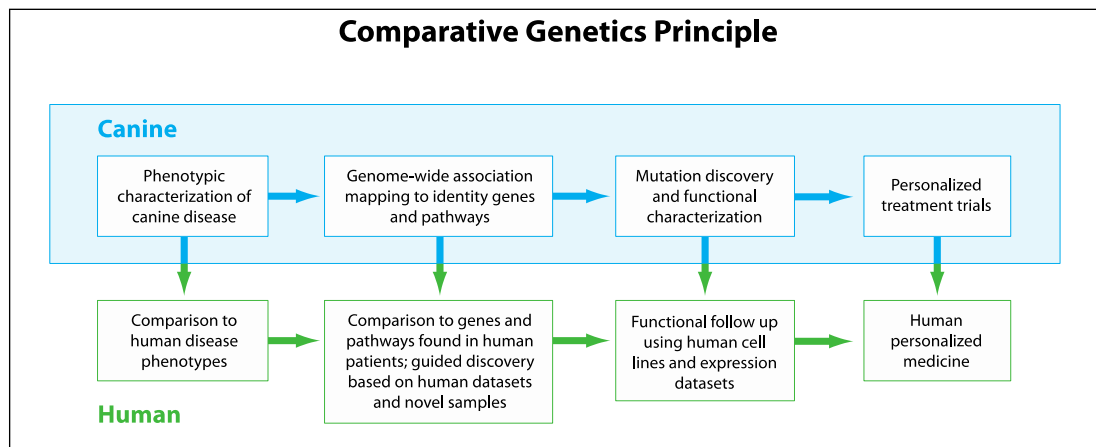 Comparative Genetics Principle
Canine
Phenotypic
characterization of
canine disease
Genome-wide association
mapping to identity genes
and pathways
Mutation discovery
and functional
characterization
Personalized
treatment trials
Comparison to
human disease
phenotypes
Comparison to genes and
pathways found in human
patients; guided discovery
based on human datasets
and novel samples
Functional follow up
using human cell
lines and expression
datasets
Human
personalized
medicine
Human